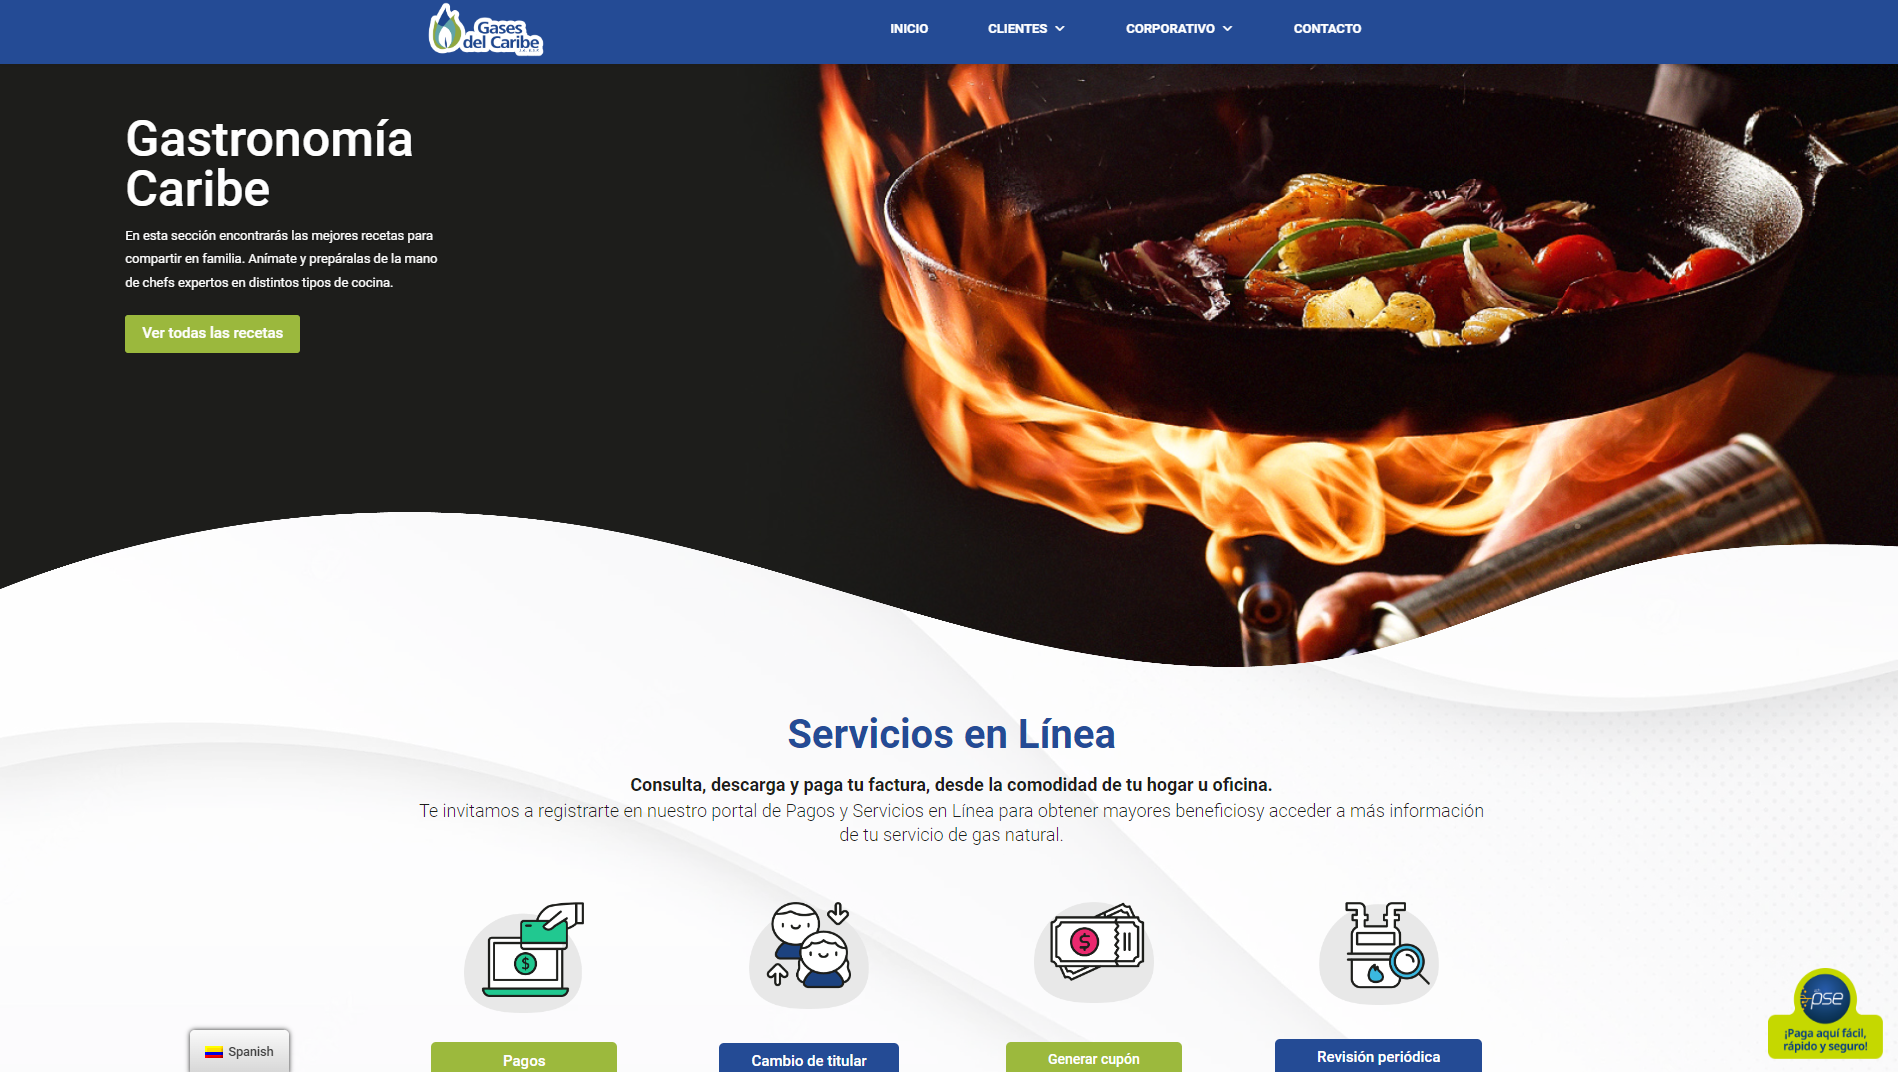 Gases
del Caribe
INICIO
CLIENTES
CORPORATIVO
CONTACTO
Gastronomía
Caribe
En esta sección encontrarás las mejores recetas para
compartir en familia. Anímate y prepáralas de la mano
de chefs expertos en distintos tipos de cocina.
Ver todas las recetas
Servicios en Línea
Consulta, descarga y paga tu factura, desde la comodidad de tu hogar u oficina.
Te invitamos a registrarte en nuestro portal de Pagos y Servicios en Línea para obtener mayores beneficiosy acceder a más información
de tu servicio de gas natural.
$
$
pse
¡Paga aquí fácil,
rápido y seguro!
Spanish
Pagos
Cambio de titular
Generar cupón
Revisión periódica